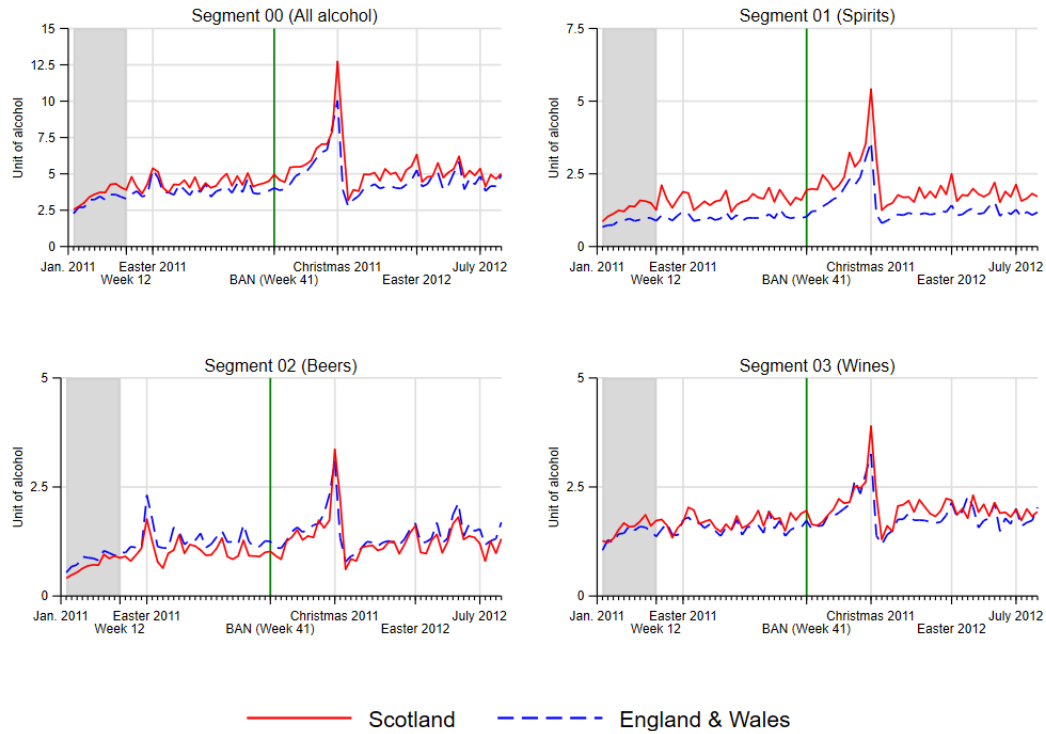 Segment 00 (All alcohol)
Unit of alcohol
15
12.5
10
7.5
5
2.5
0
Jan. 2011 Easter 2011 Christmas 2011 July 2012
Week 12 BAN (Week 41) Easter 2012
Segment 01 (Spirits)
Unit of alcohol
7.5
5
2.5
0
Jan. 2011 Easter 2011 Christmas 2011 July 2012
Week 12 BAN (Week 41) Easter 2012
Segment 02 (Beers)
Unit of alcohol
5
2.5
0
Jan. 2011 Easter 2011 Christmas 2011 July 2012
Week 12 BAN (Week 41) Easter 2012
Segment 03 (Wines)
Unit of alcohol
5
2.5
0
Jan. 2011 Easter 2011 Christmas 2011 July 2012
Week 12 BAN (Week 41) Easter 2012
Scotland England & Wales